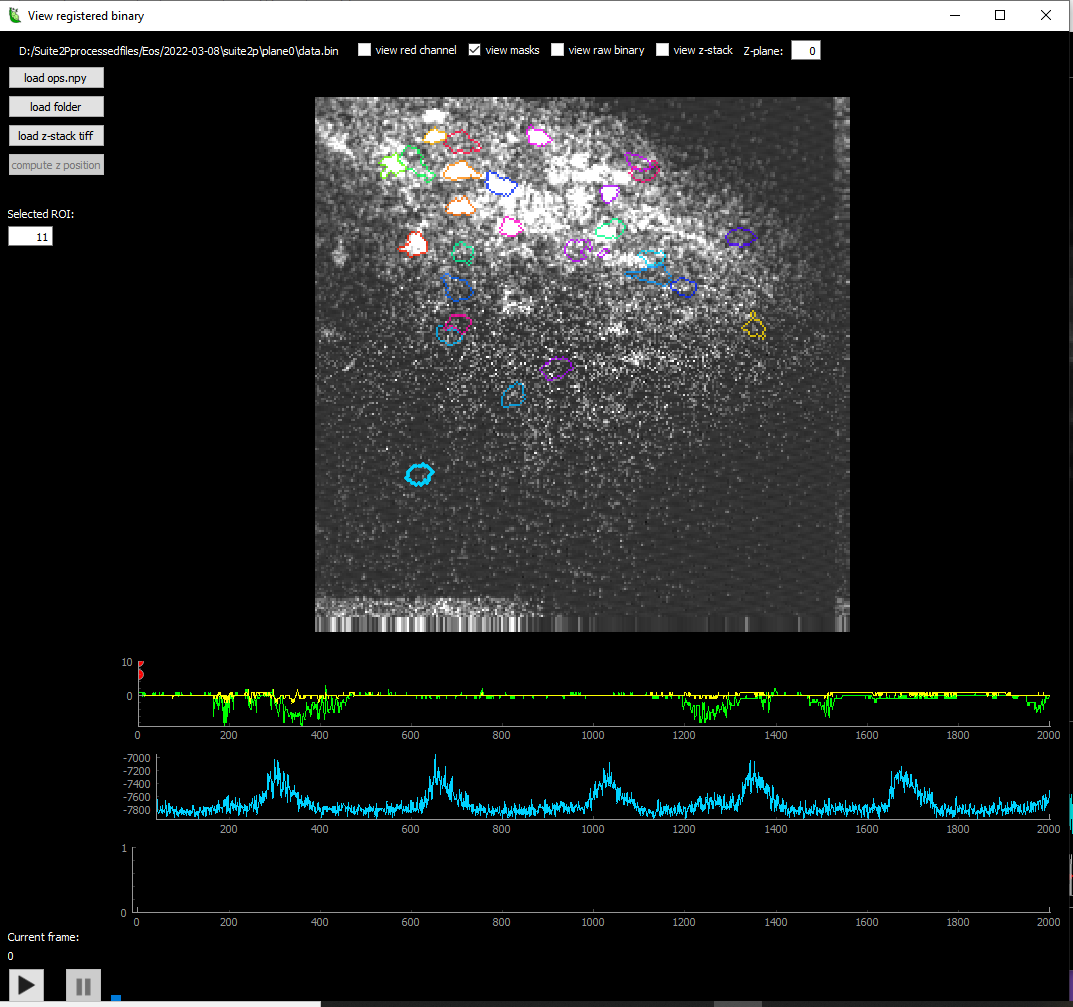 View registered binary
D:/Suite2Pprocessedfiles/Eos/2022-03-08\suite2p\plane0\data.bin view red channel view masks view raw binary view z-stack Z-plane: 0
load ops.npy
load folder
load z-stack tiff
compute z position
Selected ROI:
11
10
0
0 200 400 600 800 1000 1200 1400 1600 1800 2000
-7000
-7200
-7400
-7600
-7800
200 400 600 800 1000 1200 1400 1600 1800 2000
1
0
0 200 400 600 800 1000 1200 1400 1600 1800 2000
Current frame:
0